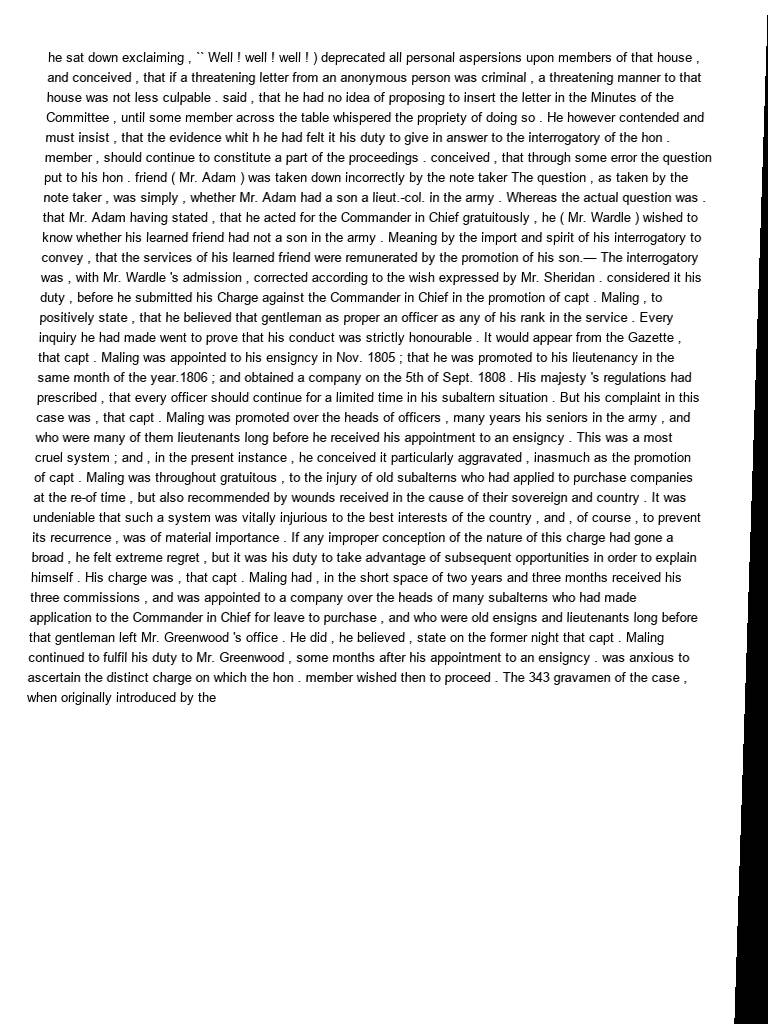 he sat down exclaiming , `` Well ! well ! well ! ) deprecated all personal aspersions upon members of that house ,
and conceived , that if a threatening letter from an anonymous person was criminal , a threatening manner to that
house was not less culpable . said , that he had no idea of proposing to insert the letter in the Minutes of the
Committee , until some member across the table whispered the propriety of doing so . He however contended and
must insist , that the evidence whit h he had felt it his duty to give in answer to the interrogatory of the hon .
member , should continue to constitute a part of the proceedings . conceived , that through some error the question
put to his hon . friend ( Mr. Adam ) was taken down incorrectly by the note taker The question , as taken by the
note taker , was simply , whether Mr. Adam had a son a lieut.-col. in the army . Whereas the actual question was .
that Mr. Adam having stated , that he acted for the Commander in Chief gratuitously , he ( Mr. Wardle ) wished to
know whether his learned friend had not a son in the army . Meaning by the import and spirit of his interrogatory to
convey , that the services of his learned friend were remunerated by the promotion of his son.— The interrogatory
was , with Mr. Wardle 's admission , corrected according to the wish expressed by Mr. Sheridan . considered it his
duty , before he submitted his Charge against the Commander in Chief in the promotion of capt . Maling , to
positively state , that he believed that gentleman as proper an officer as any of his rank in the service . Every
inquiry he had made went to prove that his conduct was strictly honourable . It would appear from the Gazette ,
that capt . Maling was appointed to his ensigncy in Nov. 1805 ; that he was promoted to his lieutenancy in the
same month of the year.1806 ; and obtained a company on the 5th of Sept. 1808 . His majesty 's regulations had
prescribed , that every officer should continue for a limited time in his subaltern situation . But his complaint in this
case was , that capt . Maling was promoted over the heads of officers , many years his seniors in the army , and
who were many of them lieutenants long before he received his appointment to an ensigncy . This was a most
cruel system ; and , in the present instance , he conceived it particularly aggravated , inasmuch as the promotion
of capt . Maling was throughout gratuitous , to the injury of old subalterns who had applied to purchase companies
at the re-of time , but also recommended by wounds received in the cause of their sovereign and country . It was
undeniable that such a system was vitally injurious to the best interests of the country , and , of course , to prevent
its recurrence , was of material importance . If any improper conception of the nature of this charge had gone a
broad , he felt extreme regret , but it was his duty to take advantage of subsequent opportunities in order to explain
himself . His charge was , that capt . Maling had , in the short space of two years and three months received his
three commissions , and was appointed to a company over the heads of many subalterns who had made
application to the Commander in Chief for leave to purchase , and who were old ensigns and lieutenants long before
that gentleman left Mr. Greenwood 's office . He did , he believed , state on the former night that capt . Maling
continued to fulfil his duty to Mr. Greenwood , some months after his appointment to an ensigncy . was anxious to
ascertain the distinct charge on which the hon . member wished then to proceed . The 343 gravamen of the case ,
when originally introduced by the